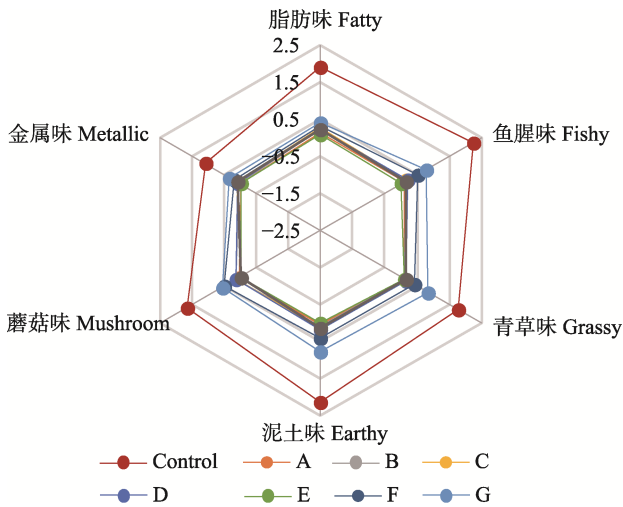 脂肪味 Fatty
2.5
1.5
0.5
−0.5
−1.5
−2.5
金属味 Metallic
鱼腥味 Fishy
蘑菇味 Mushroom
青草味 Grassy
泥土味 Earthy
Control A B C
D E F G